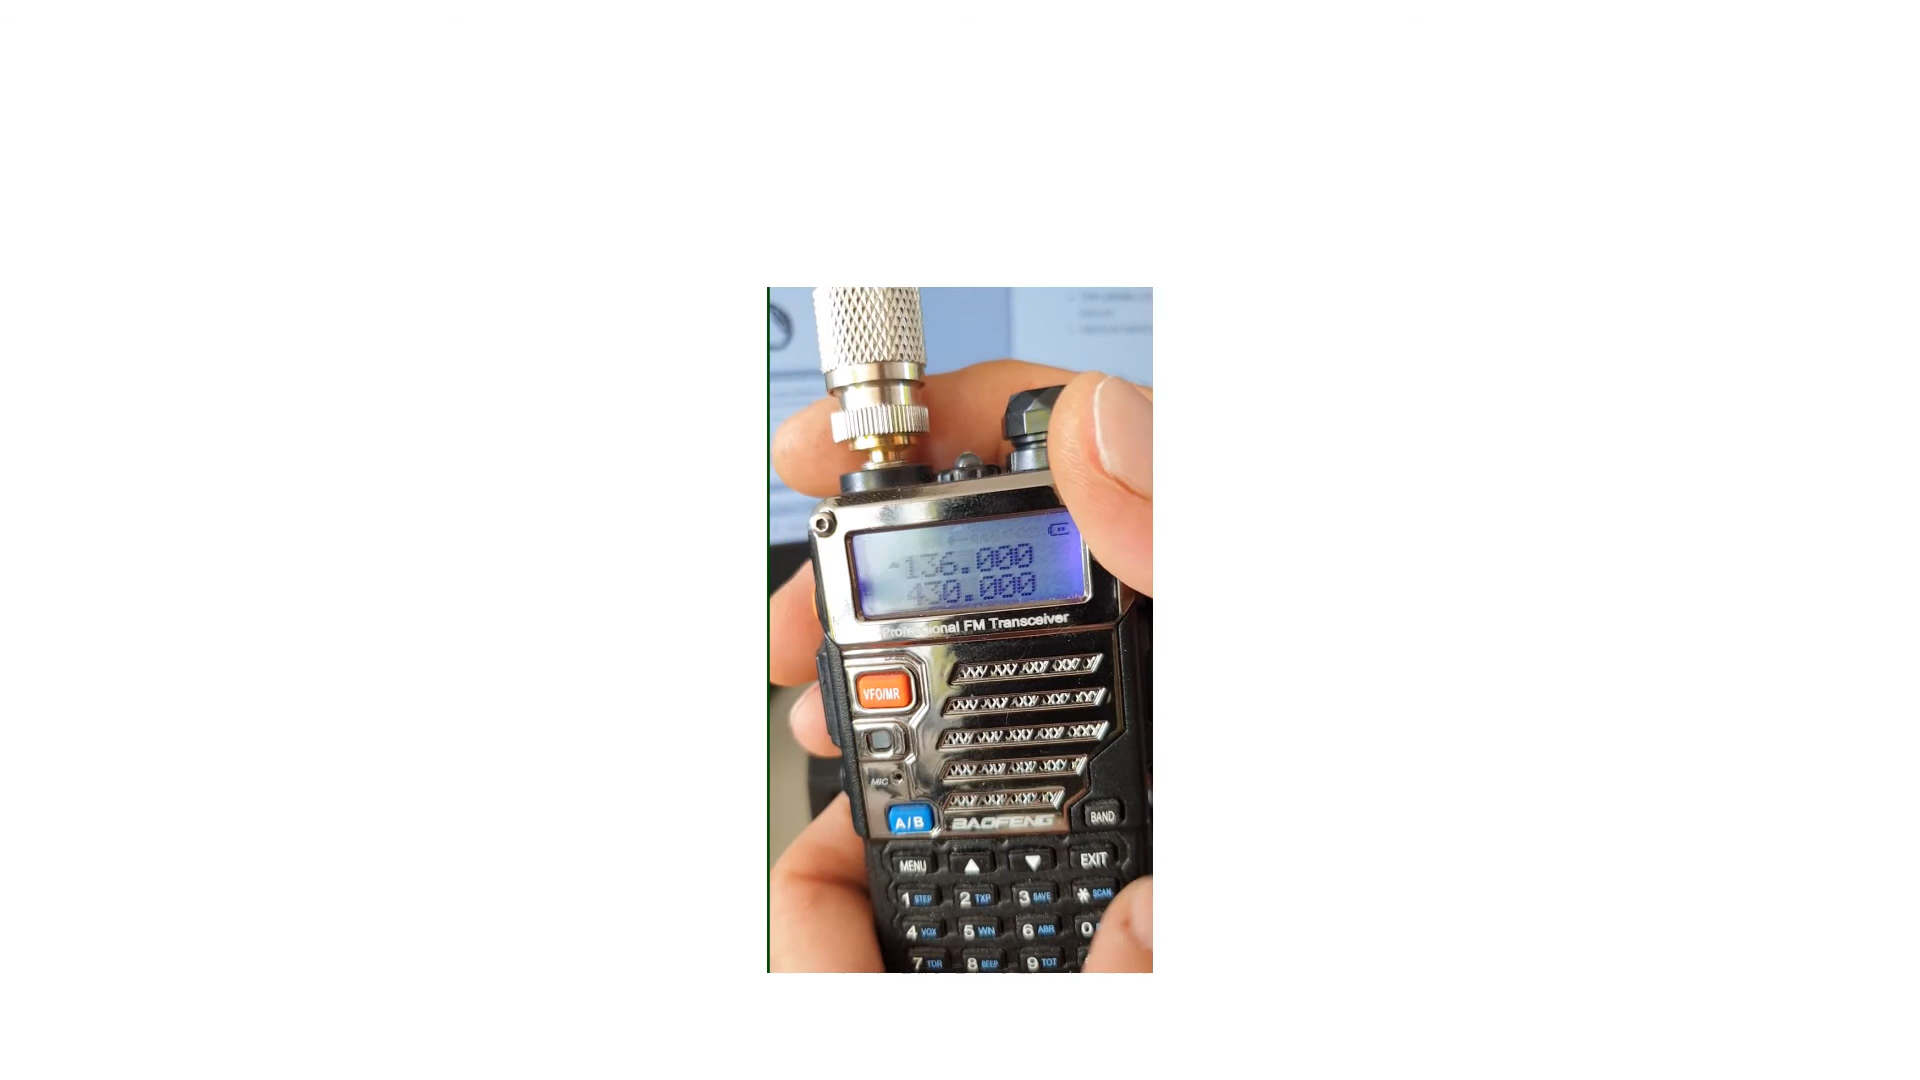 136.000
430.000
Professional FM Transceiver
VFO/MR
MIC
A/B
BAOFENG
BAND
MENU ▲ ▼ EXIT
1 STEP 2 TXP 3 SAVE * SCAN
4 VOX 5 WN 6 ABR 0
7 TDR 8 BEEP 9 TOT